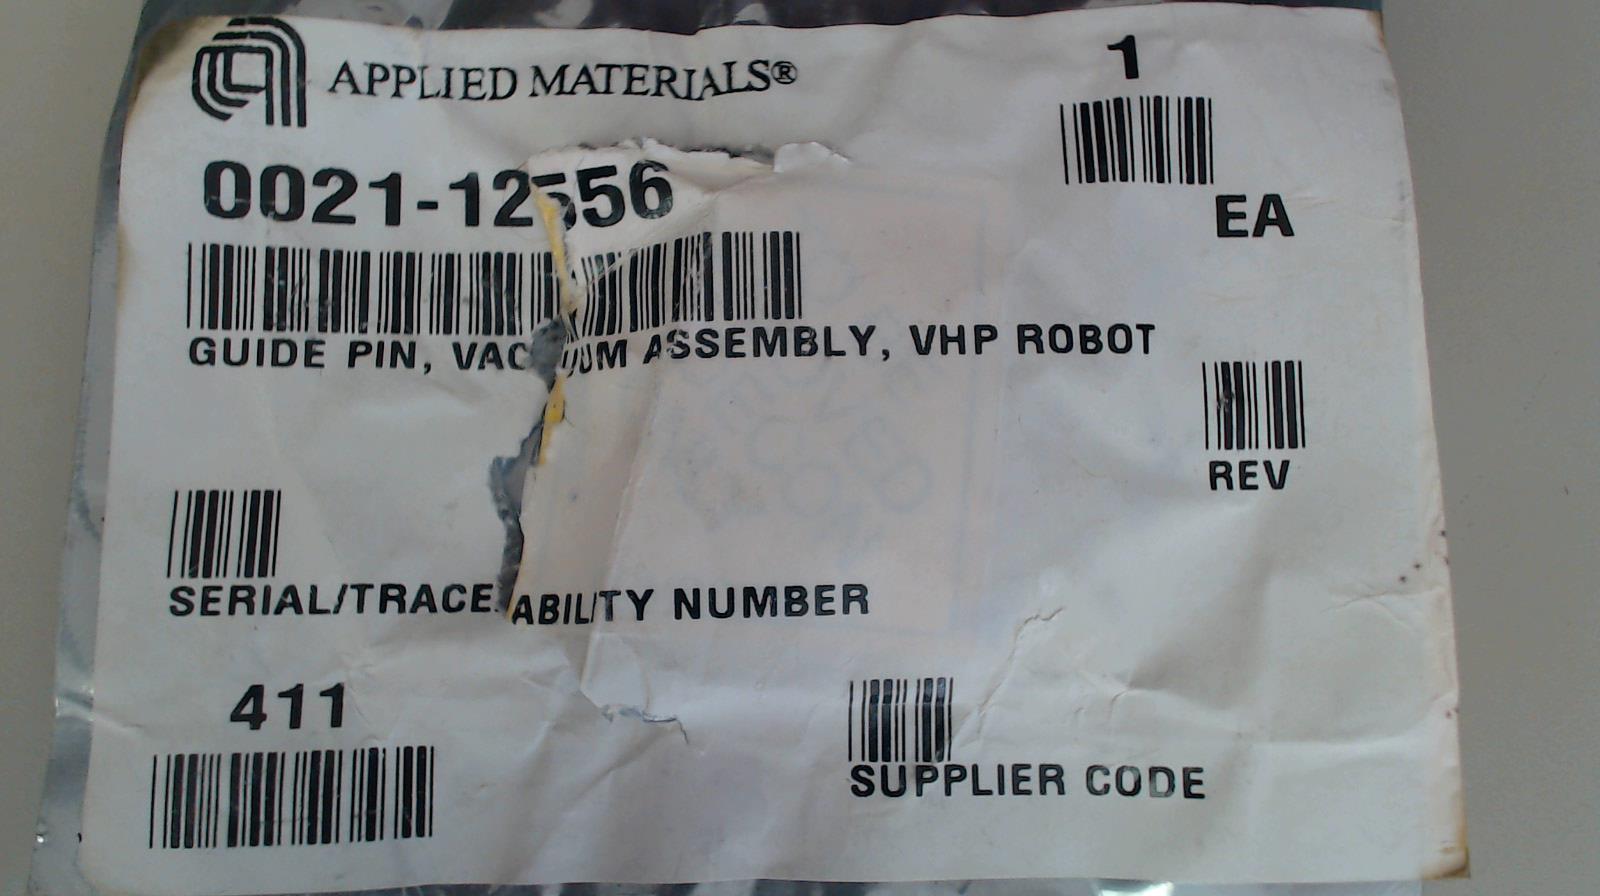 APPLIED MATERIALS®
1
0021-12556
EA
GUIDE PIN, VACUUM ASSEMBLY, VHP ROBOT
REV
SERIAL/TRACEABILITY NUMBER
411
SUPPLIER CODE